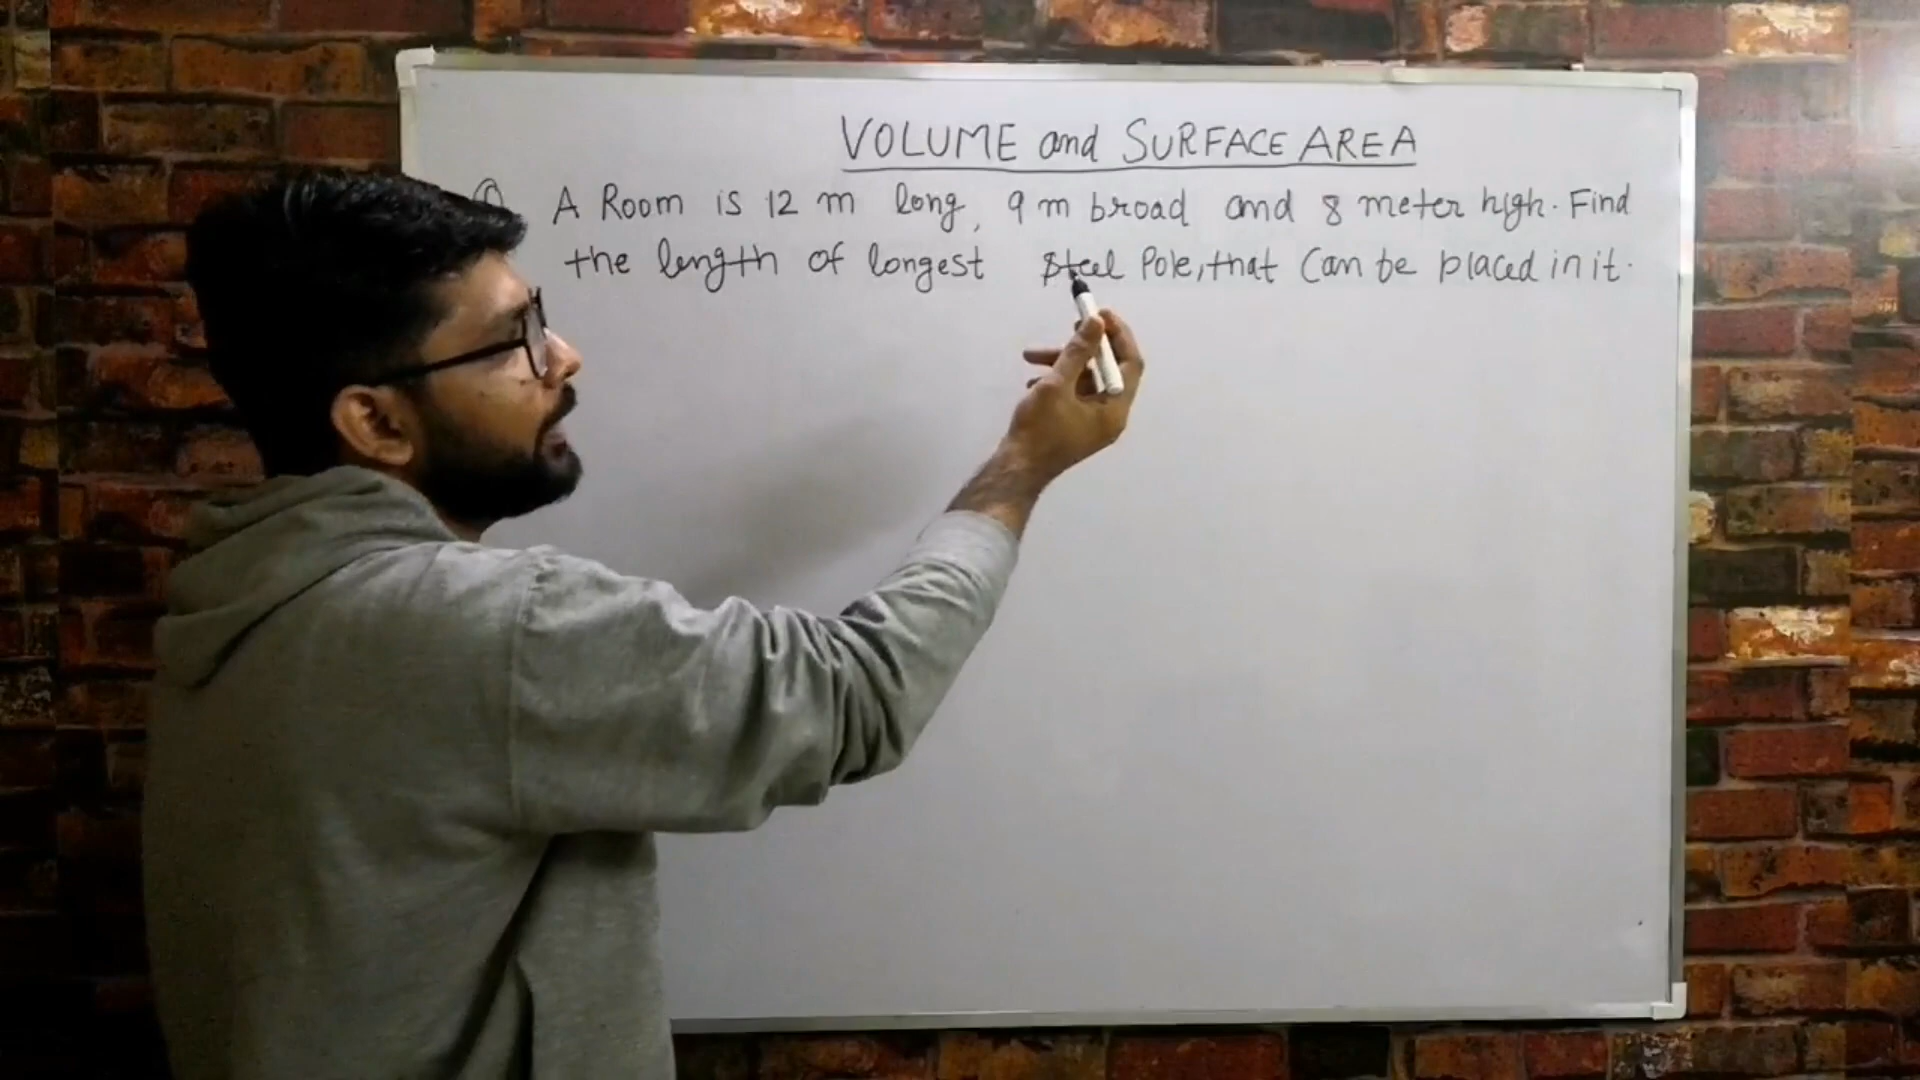 VOLUME and SURFACE AREA
Q A Room is 12 m long, 9 m broad and 8 meter high. Find
the length of longest Steel Pole, that Can be placed in it.